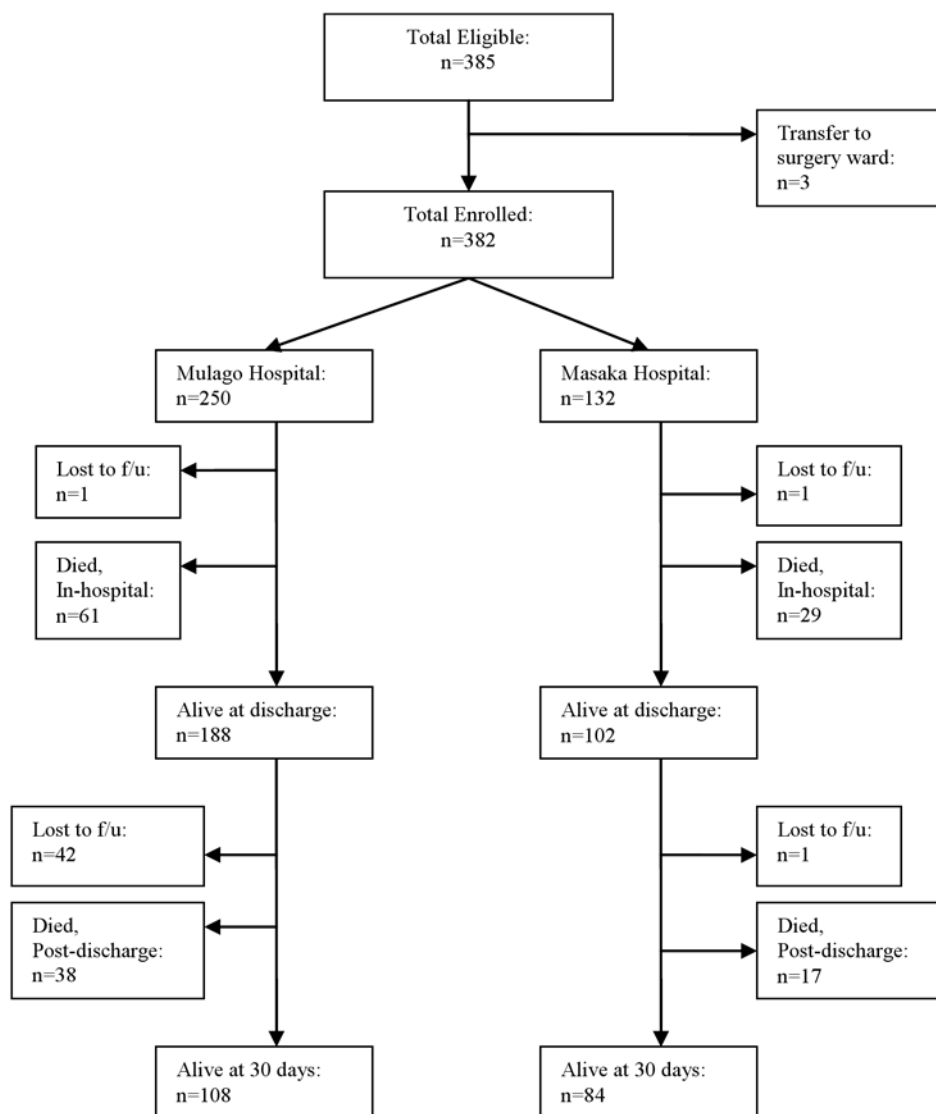 Total Eligible:
n=385
Transfer to
surgery ward:
n=3
Total Enrolled:
n=382
Mulago Hospital:
n=250
Masaka Hospital:
n=132
Lost to f/u:
n=1
Lost to f/u:
n=1
Died,
In-hospital:
n=61
Died,
In-hospital:
n=29
Alive at discharge:
n=188
Alive at discharge:
n=102
Lost to f/u:
n=42
Lost to f/u:
n=1
Died,
Post-discharge:
n=38
Died,
Post-discharge:
n=17
Alive at 30 days:
n=108
Alive at 30 days:
n=84